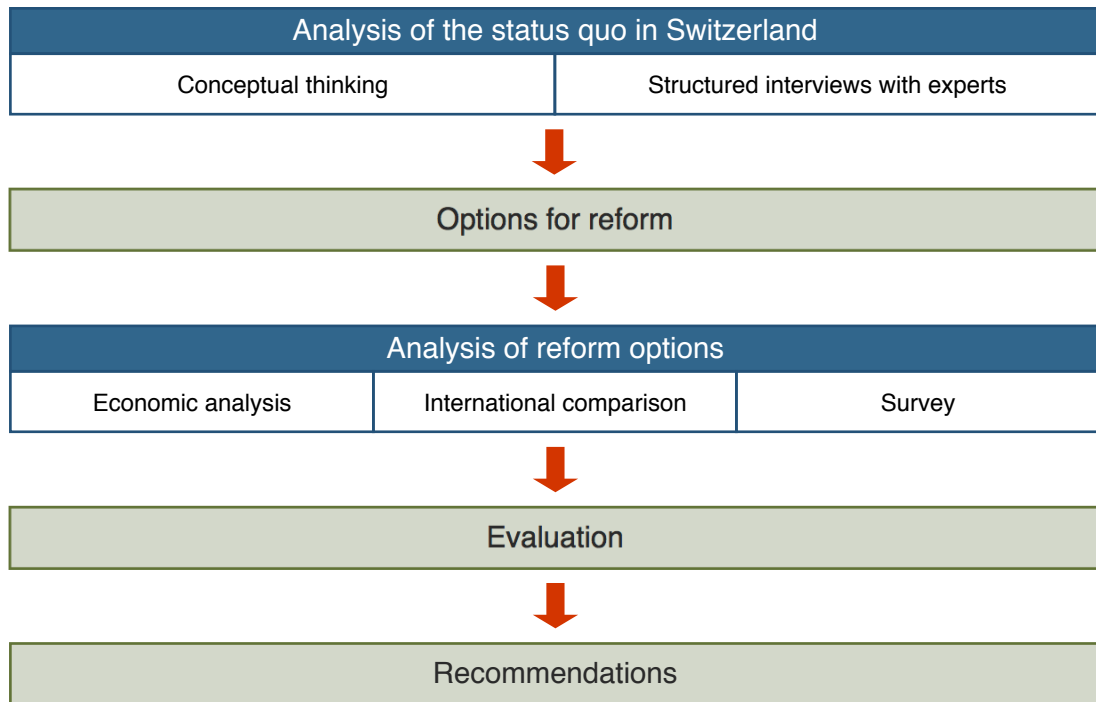 Analysis of the status quo in Switzerland
Conceptual thinking
Structured interviews with experts
Options for reform
Analysis of reform options
Economic analysis
International comparison
Survey
Evaluation
Recommendations